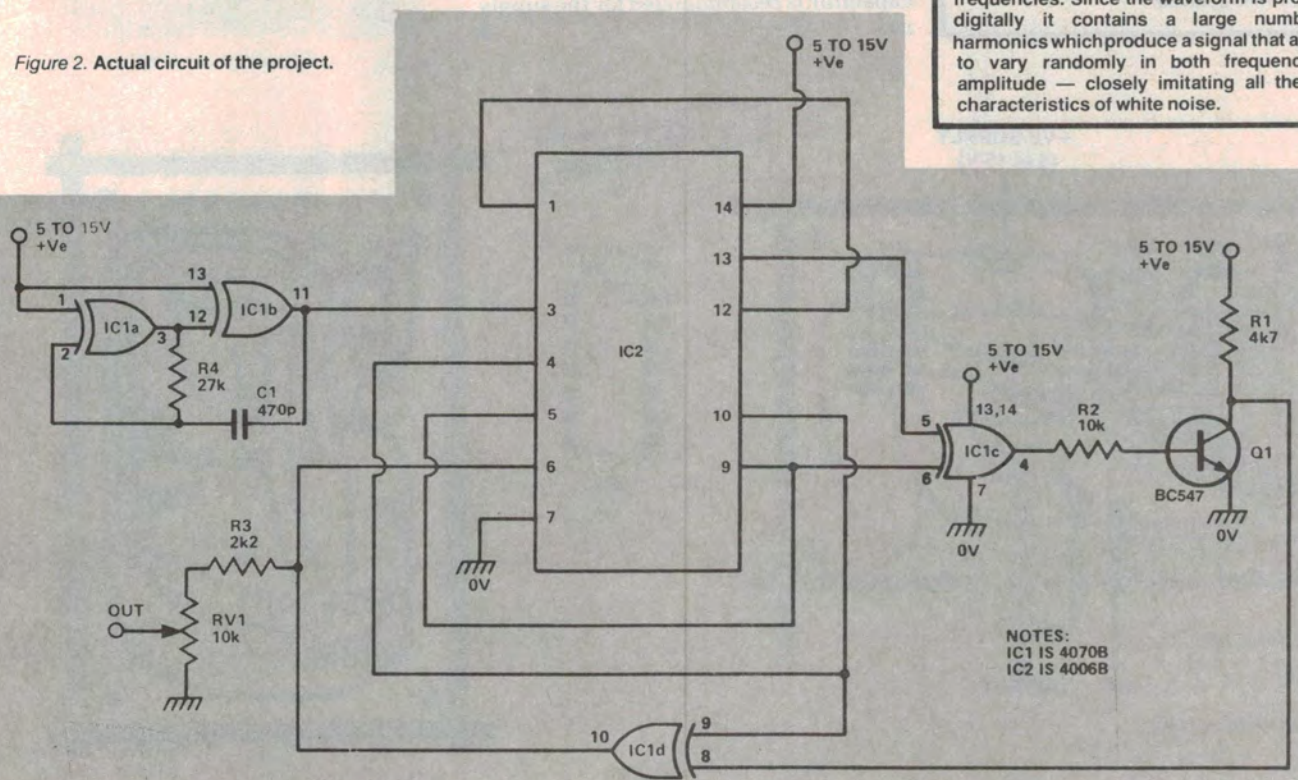 Figure 2. Actual circuit of the project.
frequencies. Since the waveform is pro
digitally it contains a large numb
harmonics which produce a signal that a
to vary randomly in both frequenc
amplitude — closely imitating all the
characteristics of white noise.
5 TO 15V
+Ve
5 TO 15V
+Ve
1
2
IC1a
3
13
12
IC1b
11
R4
27k
C1
470p
1
3
4
5
6
7
IC2
14
13
12
10
9
0V
5 TO 15V
+Ve
13,14
5
6
IC1c
4
7
0V
R2
10k
5 TO 15V
+Ve
R1
4k7
Q1
BC547
0V
R3
2k2
OUT
RV1
10k
10
IC1d
9
8
NOTES:
IC1 IS 4070B
IC2 IS 4006B